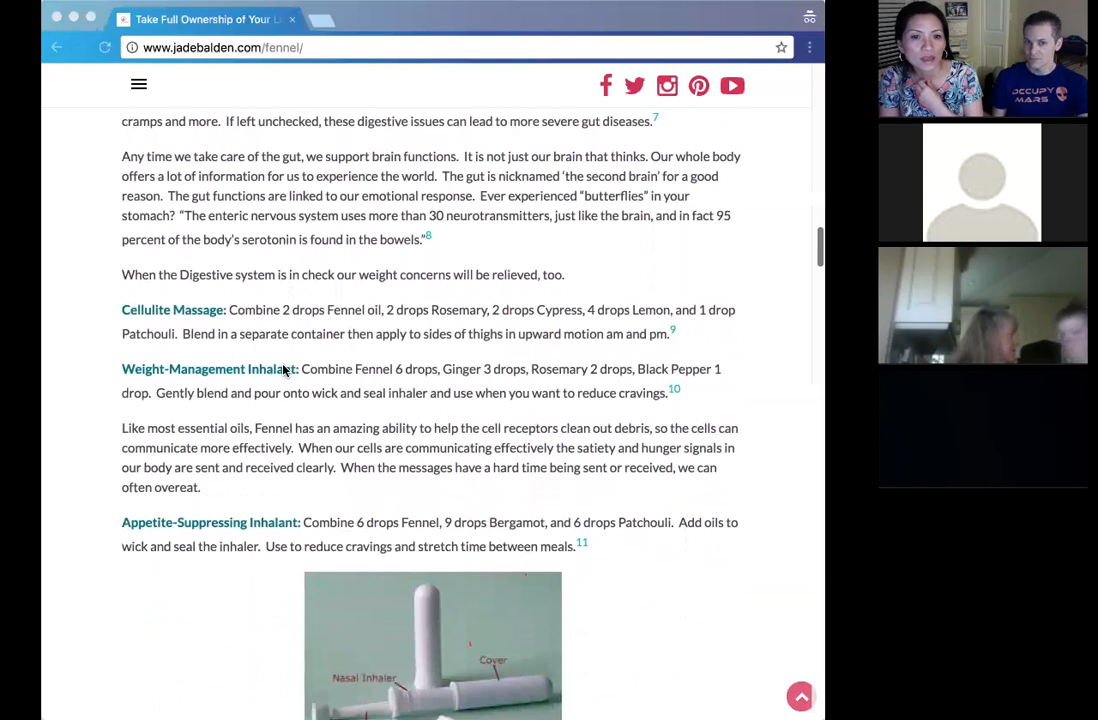 Take Full Ownership of Your L
www.jadebalden.com/fennel/
OCCUPY
MARS
cramps and more.  If left unchecked, these digestive issues can lead to more severe gut diseases.7
Any time we take care of the gut, we support brain functions.  It is not just our brain that thinks. Our whole body
offers a lot of information for us to experience the world.  The gut is nicknamed ‘the second brain’ for a good
reason.  The gut functions are linked to our emotional response.  Ever experienced “butterflies” in your
stomach?  “The enteric nervous system uses more than 30 neurotransmitters, just like the brain, and in fact 95
percent of the body’s serotonin is found in the bowels.”8
When the Digestive system is in check our weight concerns will be relieved, too.
Cellulite Massage: Combine 2 drops Fennel oil, 2 drops Rosemary, 2 drops Cypress, 4 drops Lemon, and 1 drop
Patchouli.  Blend in a separate container then apply to sides of thighs in upward motion am and pm.9
Weight-Management Inhalant: Combine Fennel 6 drops, Ginger 3 drops, Rosemary 2 drops, Black Pepper 1
drop.  Gently blend and pour onto wick and seal inhaler and use when you want to reduce cravings.10
Like most essential oils, Fennel has an amazing ability to help the cell receptors clean out debris, so the cells can
communicate more effectively.  When our cells are communicating effectively the satiety and hunger signals in
our body are sent and received clearly.  When the messages have a hard time being sent or received, we can
often overeat.
Appetite-Suppressing Inhalant: Combine 6 drops Fennel, 9 drops Bergamot, and 6 drops Patchouli.  Add oils to
wick and seal the inhaler.  Use to reduce cravings and stretch time between meals.11
Cover
Nasal Inhaler